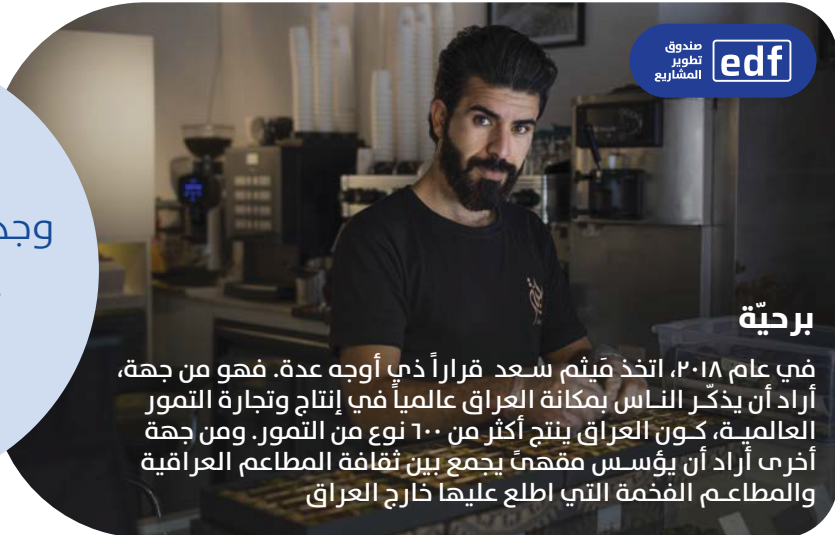 edf
صندوق
تطوير
المشاريع
برحيّة
في عام ٢٠١٨، اتخذ مَيثم سعد قراراً ذي أوجه عدة. فهو من جهة،
أراد أن يذكّر الناس بمكانة العراق عالمياً في إنتاج وتجارة التمور
العالمية، كون العراق ينتج أكثر من ٦٠٠ نوع من التمور. ومن جهة
أخرى أراد أن يؤسس مقهىً يجمع بين ثقافة المطاعم العراقية
والمطاعم الفخمة التي اطلع عليها خارج العراق